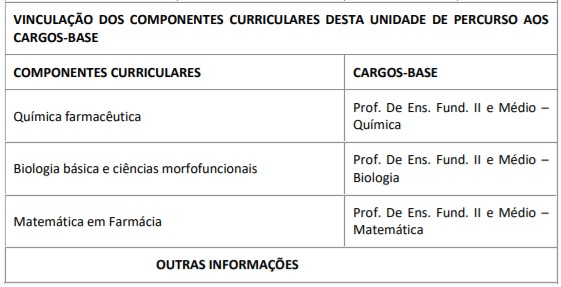 VINCULAÇÃO DOS COMPONENTES CURRICULARES DESTA UNIDADE DE PERCURSO AOS
CARGOS-BASE
COMPONENTES CURRICULARES
CARGOS-BASE
Química farmacêutica
Prof. De Ens. Fund. II e Médio –
Química
Biologia básica e ciências morfofuncionais
Prof. De Ens. Fund. II e Médio –
Biologia
Matemática em Farmácia
Prof. De Ens. Fund. II e Médio –
Matemática
OUTRAS INFORMAÇÕES